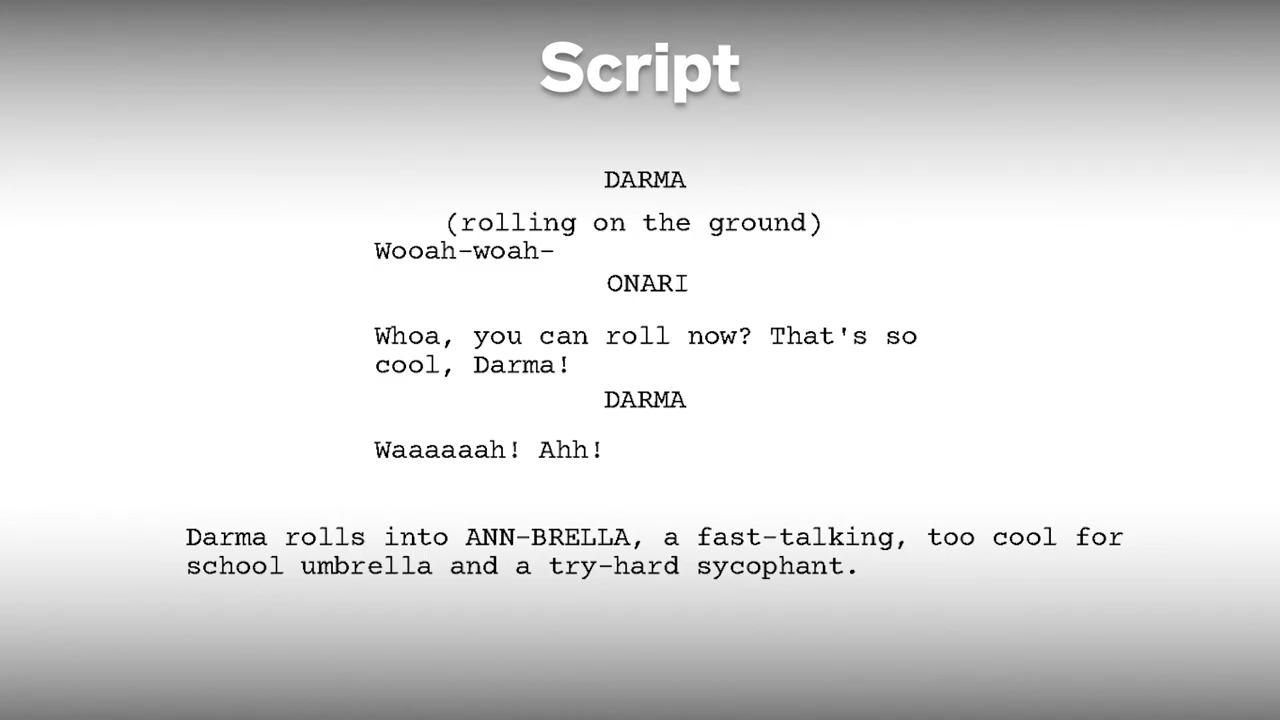 Script
DARMA
(rolling on the ground)
Wooah-woah-
ONARI
Whoa, you can roll now? That's so
cool, Darma!
DARMA
Waaaaaah! Ahh!
Darma rolls into ANN-BRELLA, a fast-talking, too cool for
school umbrella and a try-hard sycophant.